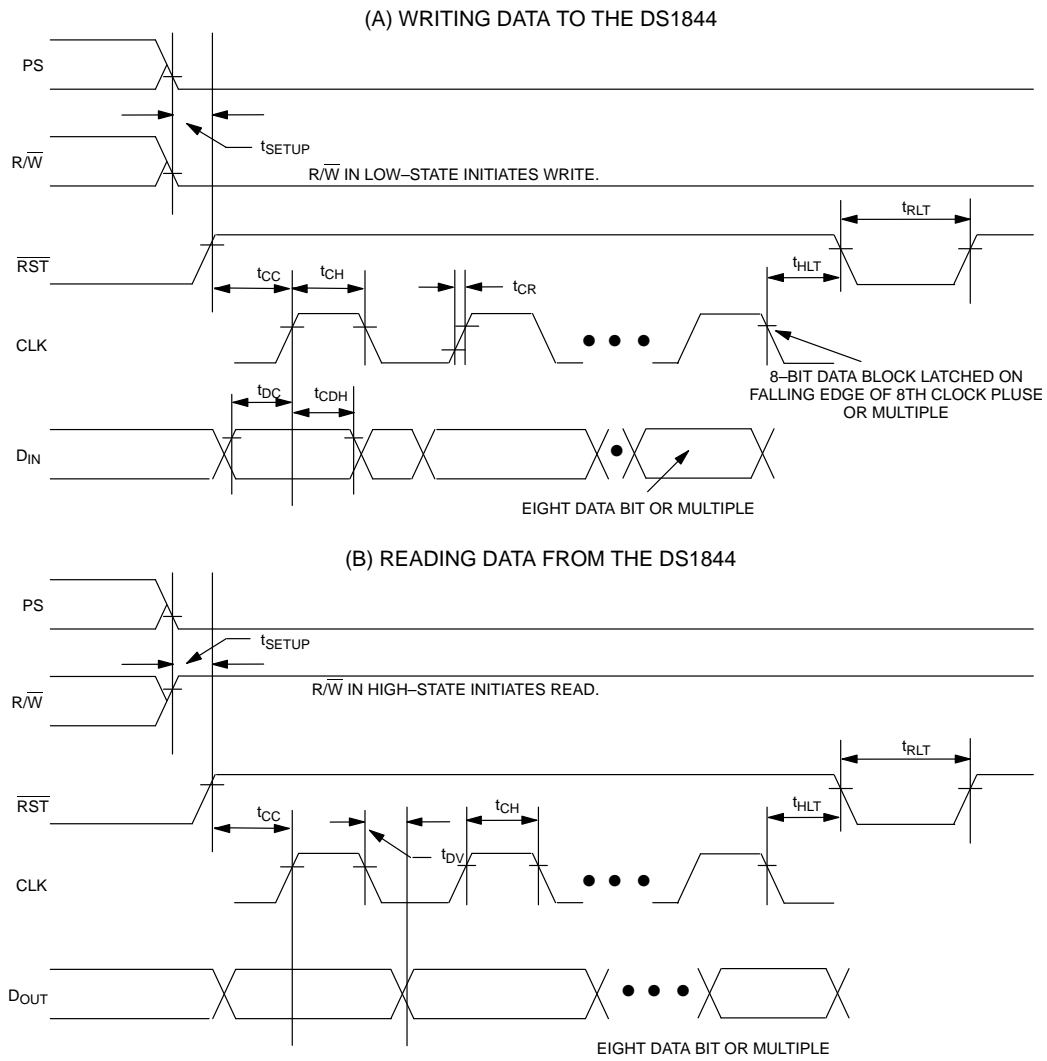 (A) WRITING DATA TO THE DS1844
PS
tSETUP
R/W̅
R/W̅ IN LOW–STATE INITIATES WRITE.
tRLT
R̅S̅T̅
tCC
tCH
tHLT
tCR
CLK
8–BIT DATA BLOCK LATCHED ON
FALLING EDGE OF 8TH CLOCK PLUSE
OR MULTIPLE
tDC
tCDH
DIN
EIGHT DATA BIT OR MULTIPLE
(B) READING DATA FROM THE DS1844
PS
tSETUP
R/W̅
R/W̅ IN HIGH–STATE INITIATES READ.
tRLT
R̅S̅T̅
tCC
tCH
tHLT
tDV
CLK
DOUT
EIGHT DATA BIT OR MULTIPLE